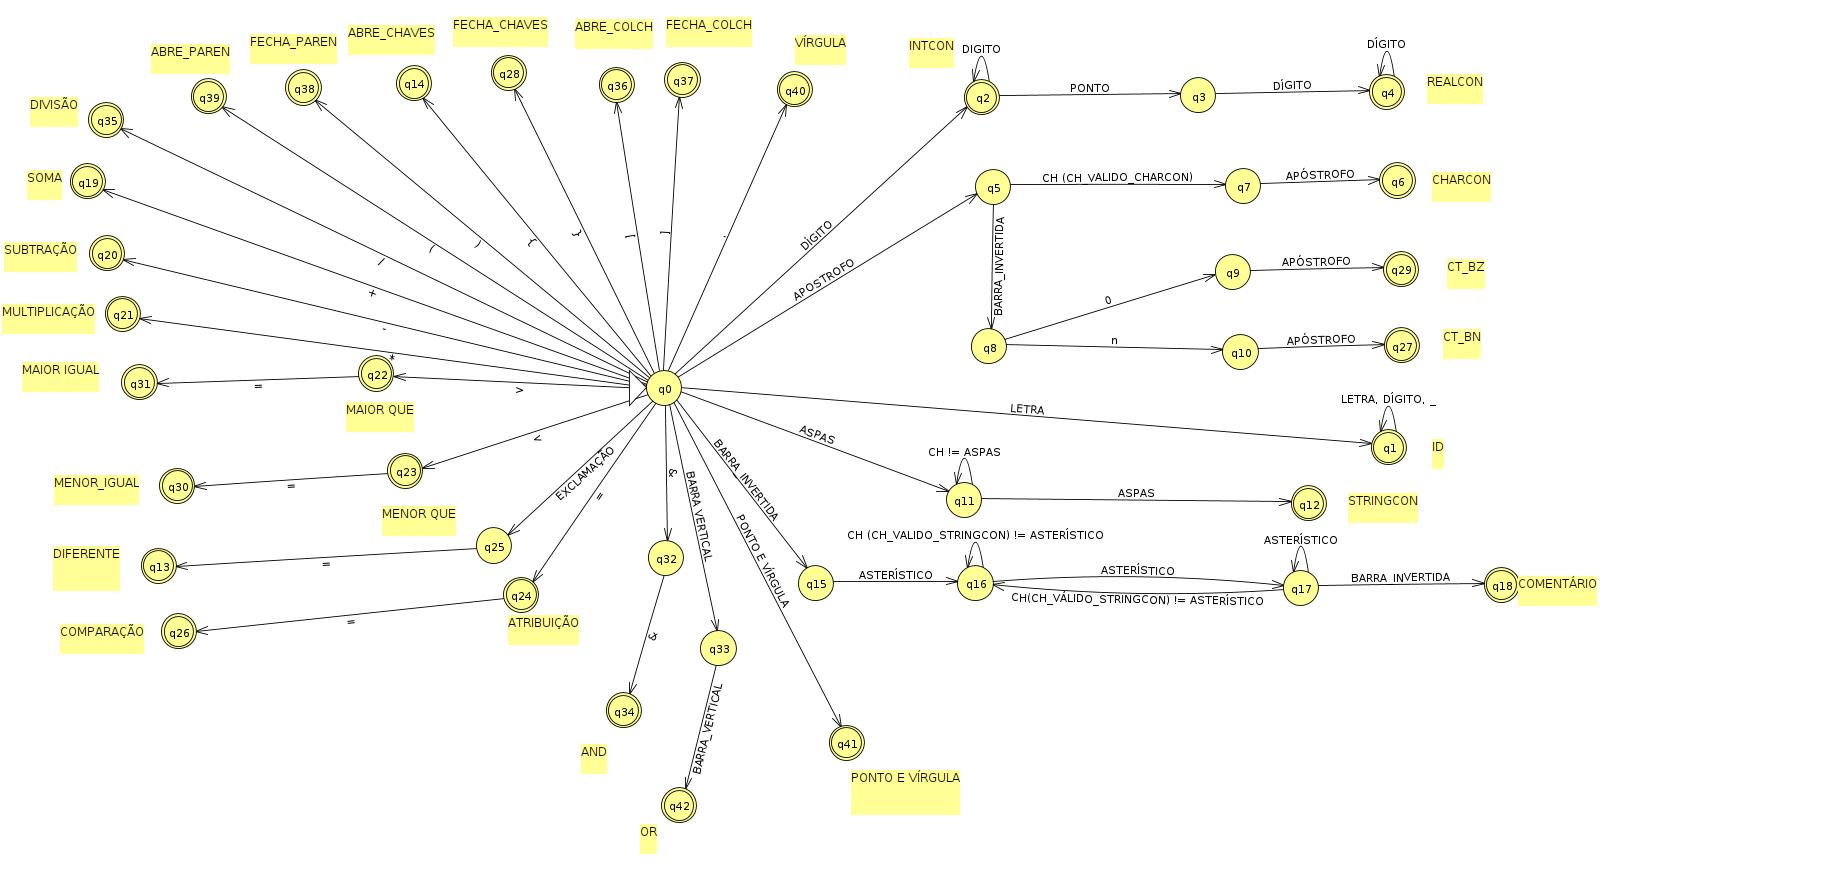 FECHA_CHAVES
FECHA_COLCH
ABRE_COLCH
ABRE_CHAVES
FECHA_PAREN
ABRE_PAREN
VÍRGULA
INTCON
DIGITO
DÍGITO
REALCON
DIVISÃO
q28
q37
q36
q14
q38
q39
q40
q2
PONTO
q3
DÍGITO
q4
q35
SOMA
q19
q5
CH (CH_VALIDO_CHARCON)
q7
APÓSTROFO
q6
CHARCON
SUBTRAÇÃO
q20
/
+
-
(
)
{
}
[
]
DÍGITO
APOSTROFO
BARRA_INVERTIDA
q9
APÓSTROFO
q29
CT_BZ
0
MULTIPLICAÇÃO
q21
*
q8
n
q10
APÓSTROFO
q27
CT_BN
MAIOR IGUAL
q31
=
q22
>
q0
MAIOR QUE
LETRA
LETRA, DÍGITO, _
q1
ID
<
ASPAS
CH != ASPAS
MENOR_IGUAL
q30
=
q23
MENOR QUE
EXCLAMAÇÃO
=
&
BARRA VERTICAL
BARRA INVERTIDA
PONTO E VÍRGULA
q11
ASPAS
q12
STRINGCON
DIFERENTE
q13
=
q25
q32
CH (CH_VALIDO_STRINGCON) != ASTERÍSTICO
ASTERÍSTICO
q15
ASTERÍSTICO
q16
ASTERÍSTICO
CH(CH_VÁLIDO_STRINGCON) != ASTERÍSTICO
q17
BARRA INVERTIDA
q18
COMENTÁRIO
q24
ATRIBUIÇÃO
COMPARAÇÃO
q26
=
&
q33
q34
BARRA_VERTICAL
AND
q41
PONTO E VÍRGULA
q42
OR